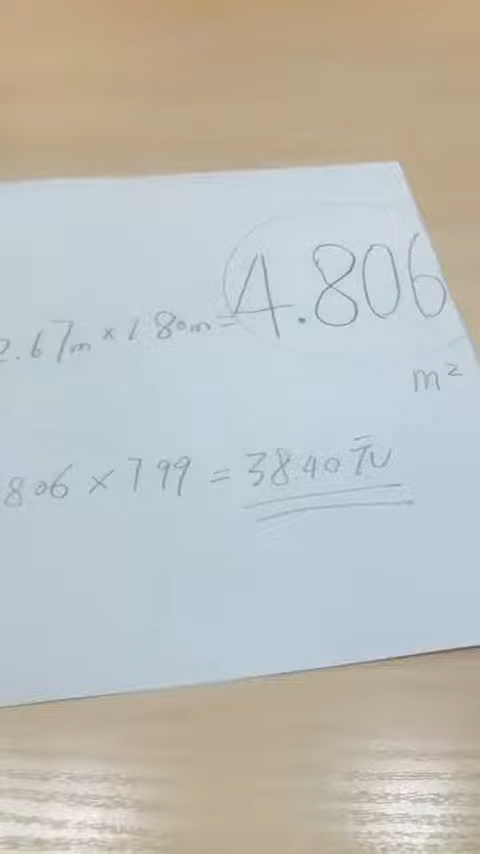 2.67m × 1.80m = 4.806
m²
806 × 799 = 3840元